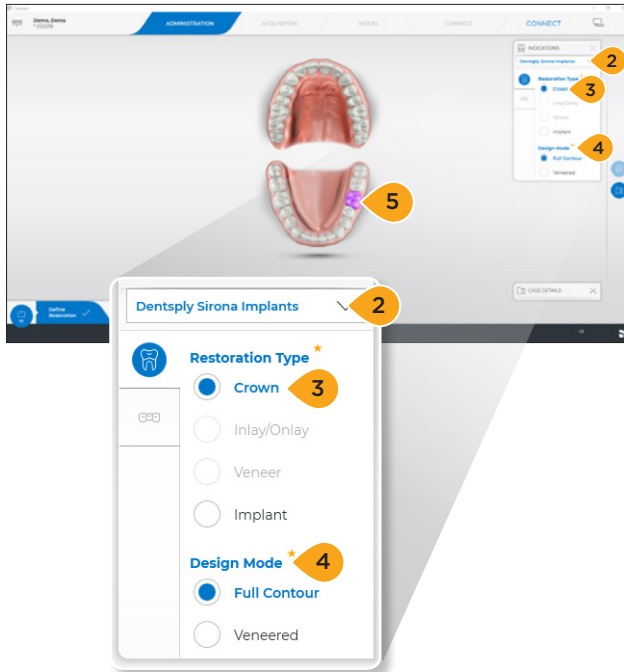 Connect
Demo, Demo
ADMINISTRATION
ACQUISITION
MODEL
CONNECT
CONNECT
INDICATIONS
Dentsply Sirona Implants
2
Restoration Type
Crown
3
Inlay/Onlay
Veneer
Implant
Design Mode
4
Full Contour
Veneered
5
CASE DETAILS
Define
Restoration
Dentsply Sirona Implants
2
Restoration Type
Crown
3
Inlay/Onlay
Veneer
Implant
Design Mode
4
Full Contour
Veneered